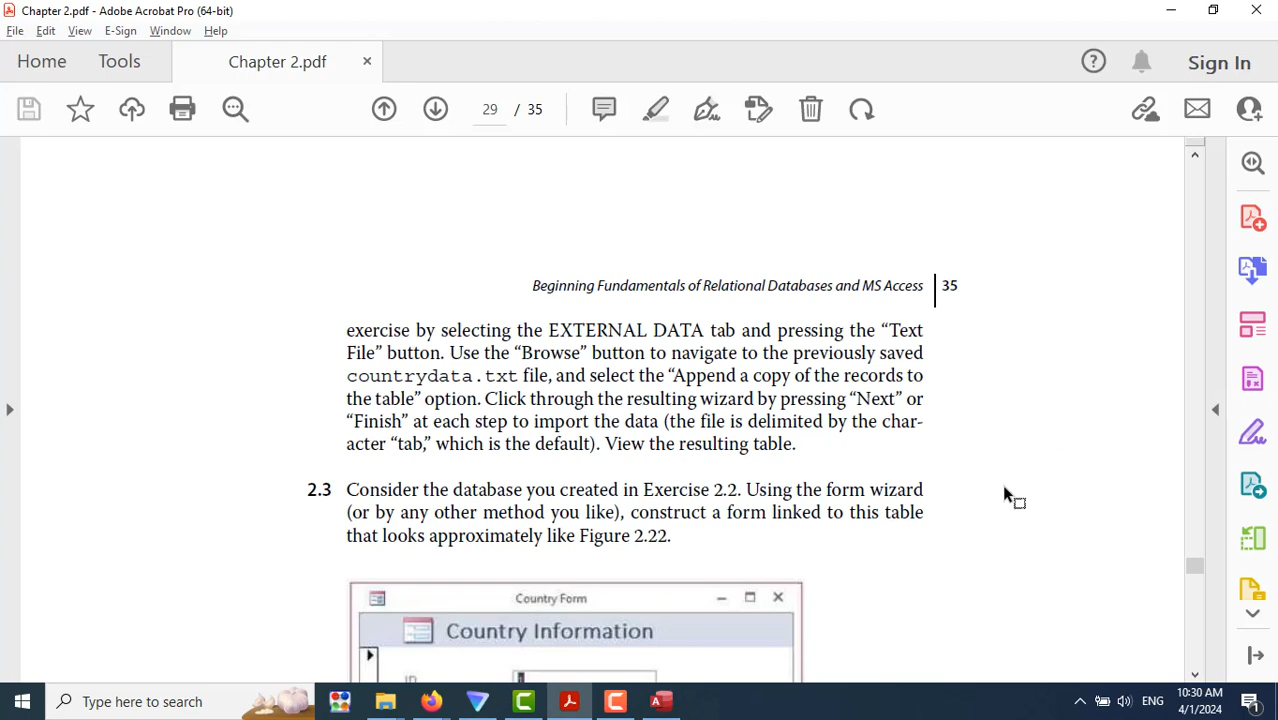 Chapter 2.pdf - Adobe Acrobat Pro (64-bit)
File Edit View E-Sign Window Help
Home Tools Chapter 2.pdf × Sign In
29 / 35
Beginning Fundamentals of Relational Databases and MS Access 35
exercise by selecting the EXTERNAL DATA tab and pressing the “Text
File” button. Use the “Browse” button to navigate to the previously saved
countrydata.txt file, and select the “Append a copy of the records to
the table” option. Click through the resulting wizard by pressing “Next” or
“Finish” at each step to import the data (the file is delimited by the char-
acter “tab,” which is the default). View the resulting table.
2.3 Consider the database you created in Exercise 2.2. Using the form wizard
(or by any other method you like), construct a form linked to this table
that looks approximately like Figure 2.22.
Country Form
Country Information
Type here to search
ENG
10:30 AM
4/1/2024
1